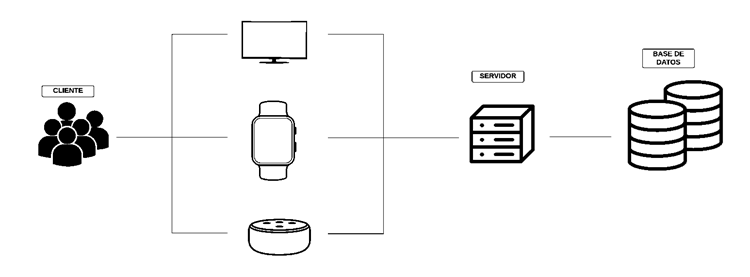 CLIENTE
SERVIDOR
BASE DE
DATOS